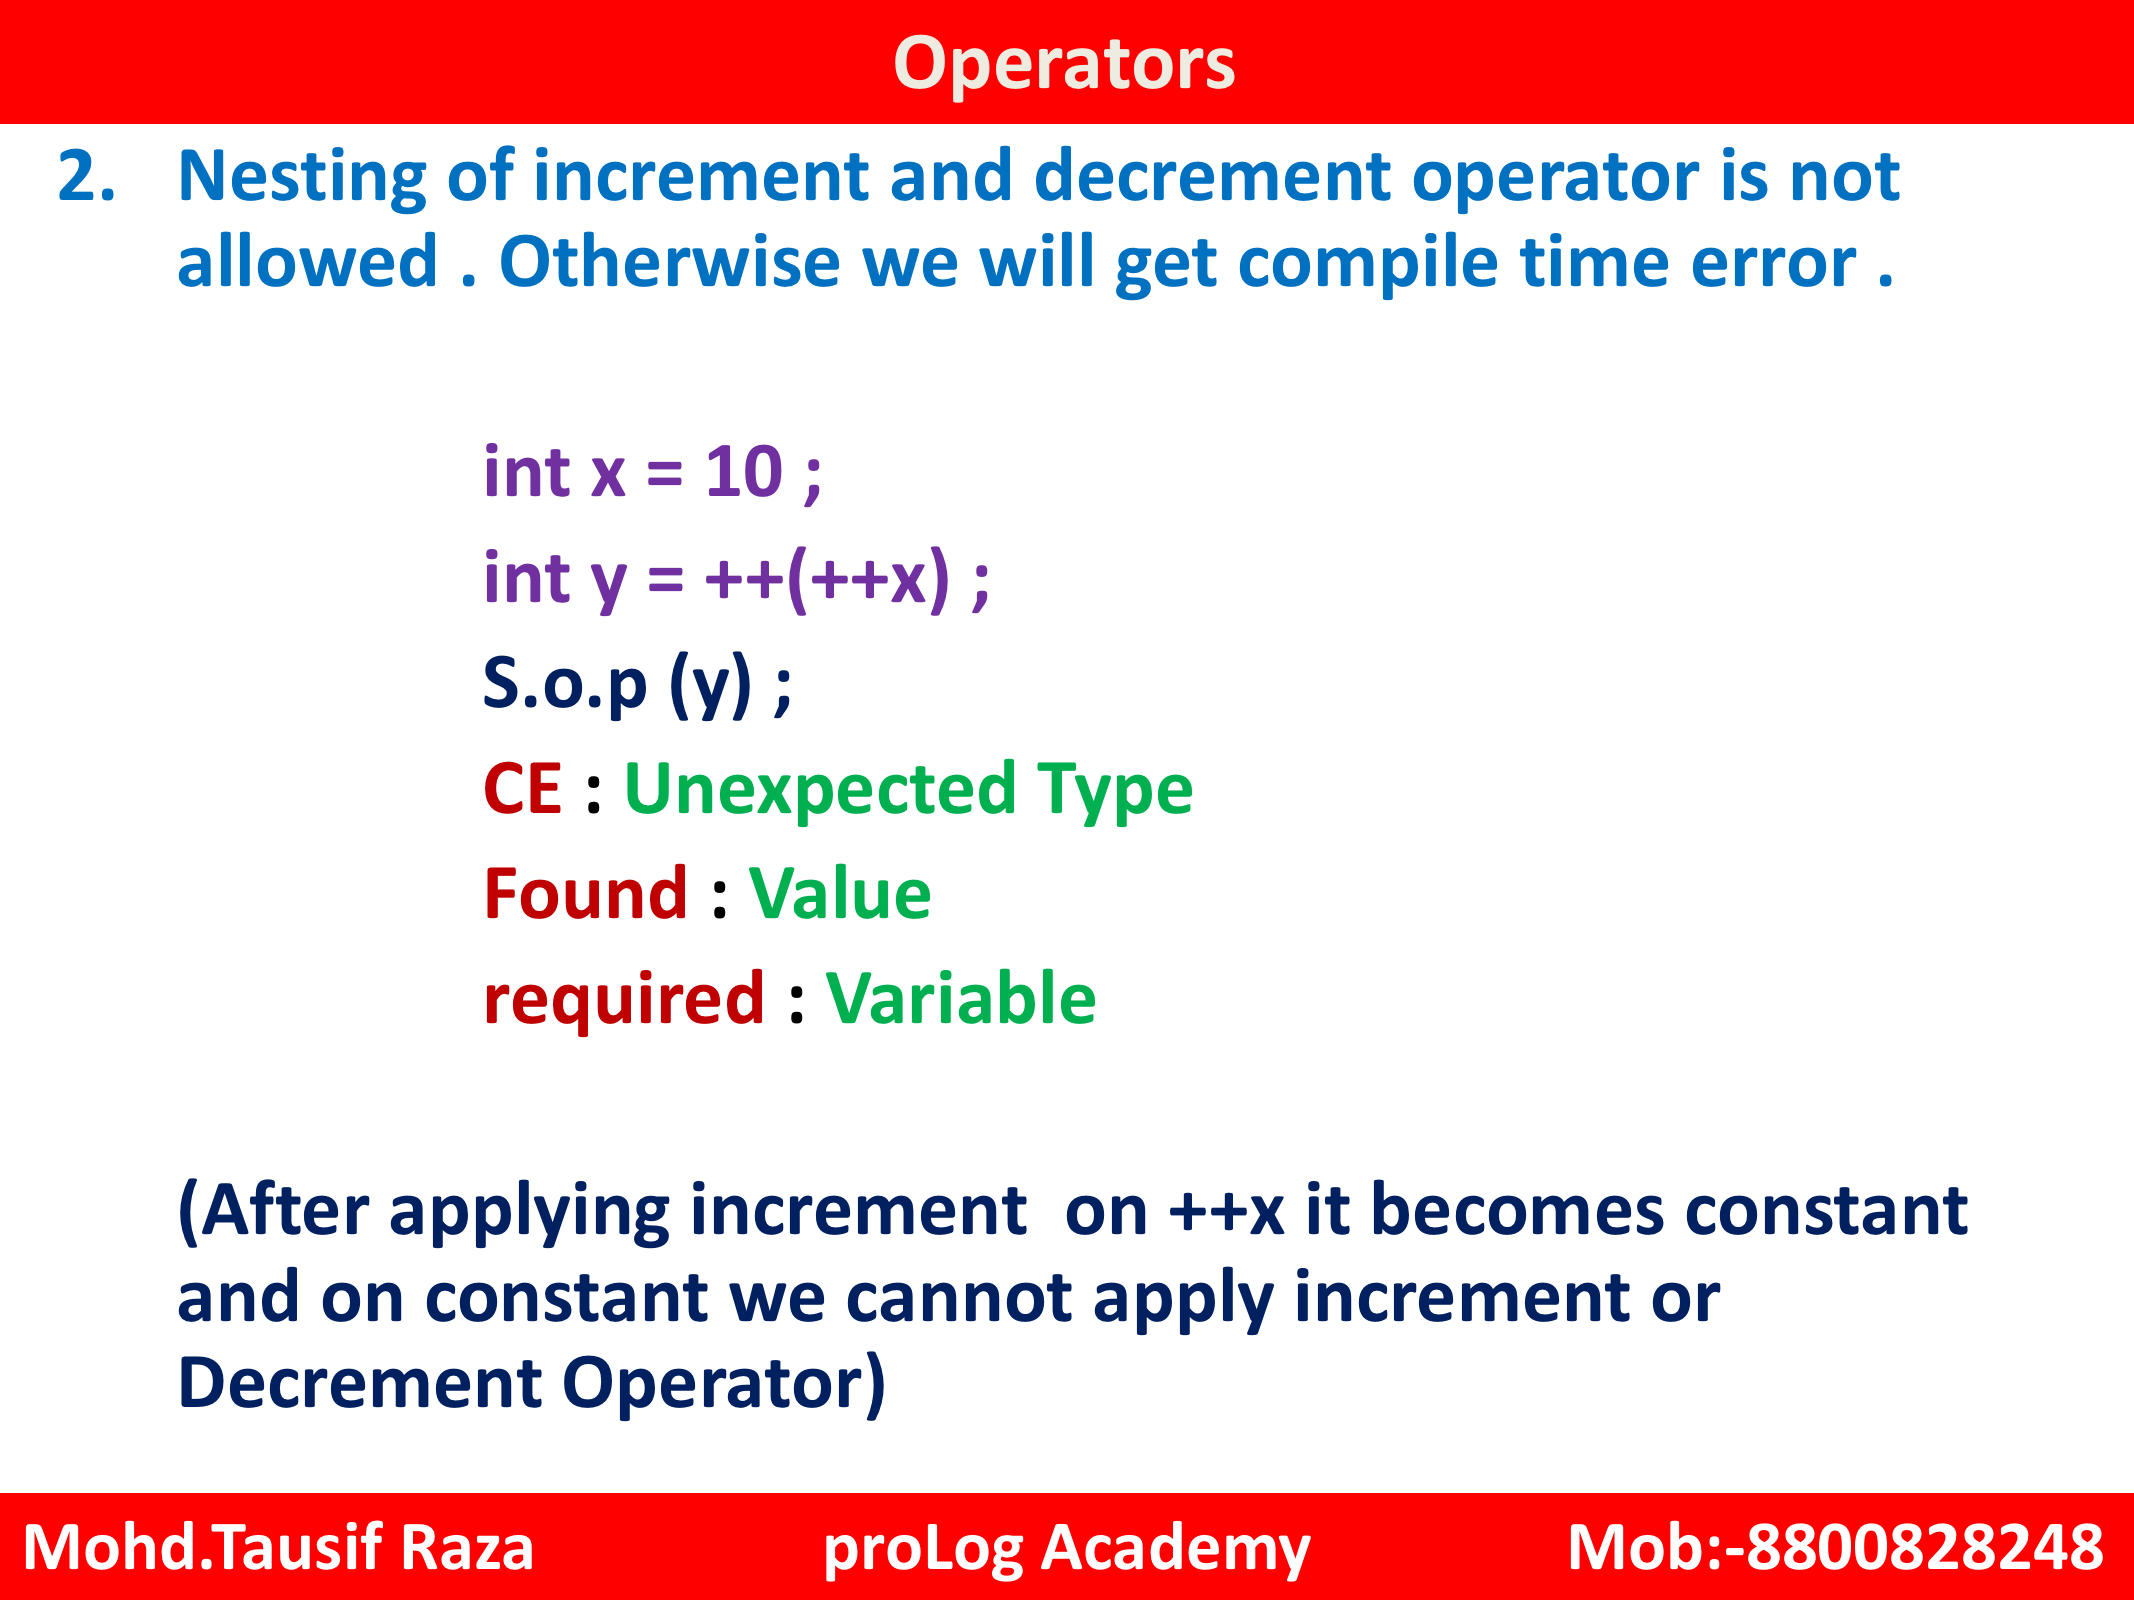 Operators
2. Nesting of increment and decrement operator is not
allowed . Otherwise we will get compile time error .
int x = 10 ;
int y = ++(++x) ;
S.o.p (y) ;
CE : Unexpected Type
Found : Value
required : Variable
(After applying increment  on ++x it becomes constant
and on constant we cannot apply increment or
Decrement Operator)
Mohd.Tausif Raza proLog Academy Mob:-8800828248